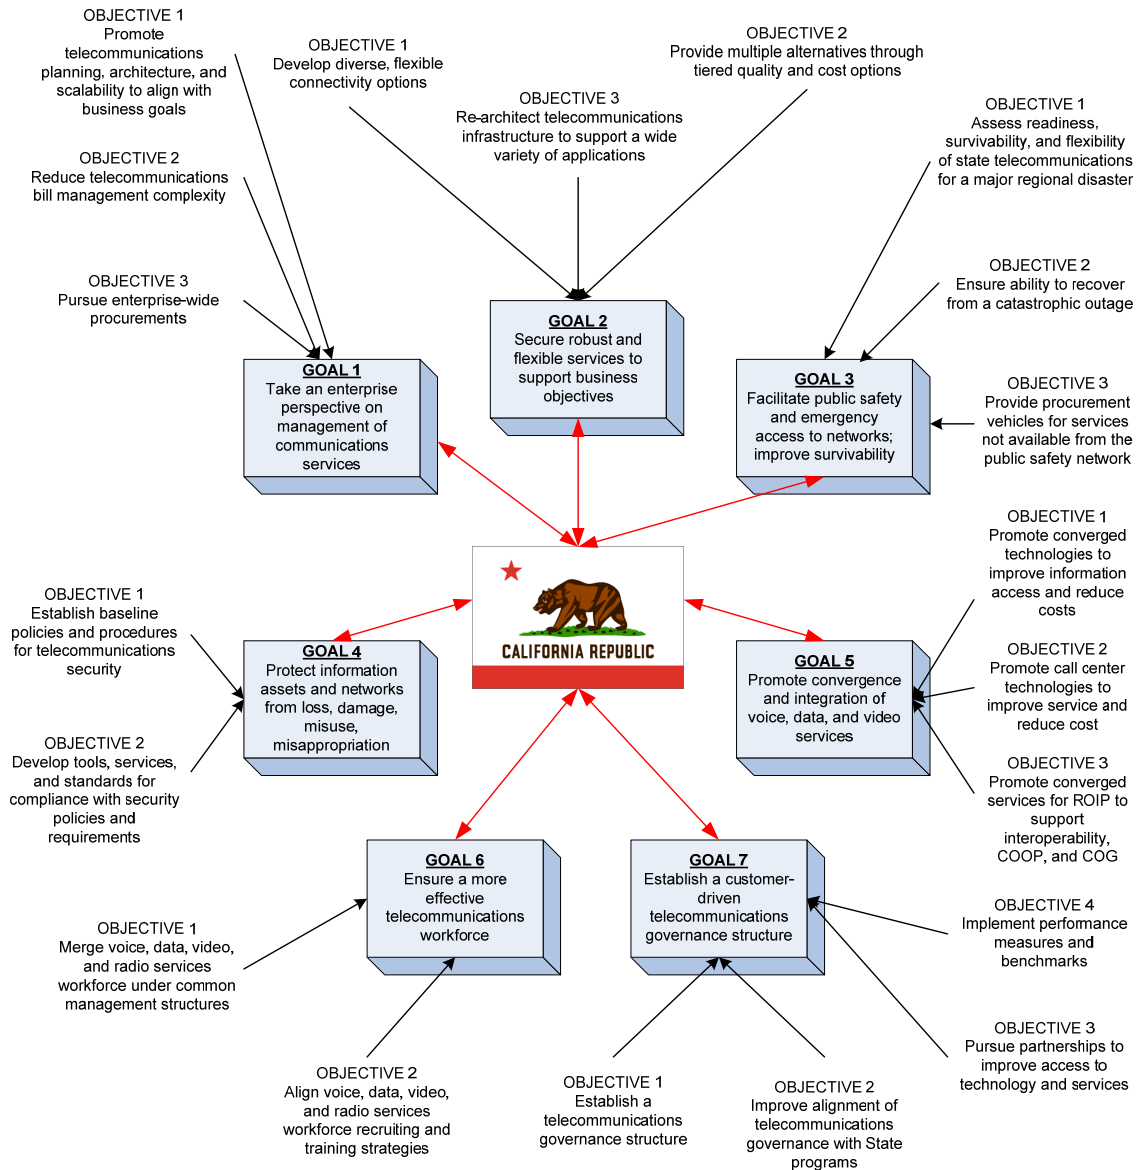 OBJECTIVE 1
Promote
telecommunications
planning, architecture, and
scalability to align with
business goals
OBJECTIVE 1
Develop diverse, flexible
connectivity options
OBJECTIVE 2
Provide multiple alternatives through
tiered quality and cost options
OBJECTIVE 3
Re-architect telecommunications
infrastructure to support a wide
variety of applications
OBJECTIVE 1
Assess readiness,
survivability, and flexibility
of state telecommunications
for a major regional disaster
OBJECTIVE 2
Reduce telecommunications
bill management complexity
OBJECTIVE 3
Pursue enterprise-wide
procurements
OBJECTIVE 2
Ensure ability to recover
from a catastrophic outage
GOAL 1
Take an enterprise
perspective on
management of
communications
services
GOAL 2
Secure robust and
flexible services to
support business
objectives
GOAL 3
Facilitate public safety
and emergency
access to networks;
improve survivability
OBJECTIVE 3
Provide procurement
vehicles for services
not available from the
public safety network
OBJECTIVE 1
Promote converged
technologies to
improve information
access and reduce
costs
CALIFORNIA REPUBLIC
OBJECTIVE 1
Establish baseline
policies and procedures
for telecommunications
security
GOAL 4
Protect information
assets and networks
from loss, damage,
misuse,
misappropriation
GOAL 5
Promote convergence
and integration of
voice, data, and video
services
OBJECTIVE 2
Promote call center
technologies to
improve service and
reduce cost
OBJECTIVE 2
Develop tools, services,
and standards for
compliance with security
policies and
requirements
OBJECTIVE 3
Promote converged
services for ROIP to
support
interoperability,
COOP, and COG
GOAL 6
Ensure a more
effective
telecommunications
workforce
GOAL 7
Establish a customer-
driven
telecommunications
governance structure
OBJECTIVE 4
Implement performance
measures and
benchmarks
OBJECTIVE 1
Merge voice, data, video,
and radio services
workforce under common
management structures
OBJECTIVE 3
Pursue partnerships to
improve access to
technology and services
OBJECTIVE 2
Align voice, data, video,
and radio services
workforce recruiting and
training strategies
OBJECTIVE 1
Establish a
telecommunications
governance structure
OBJECTIVE 2
Improve alignment of
telecommunications
governance with State
programs